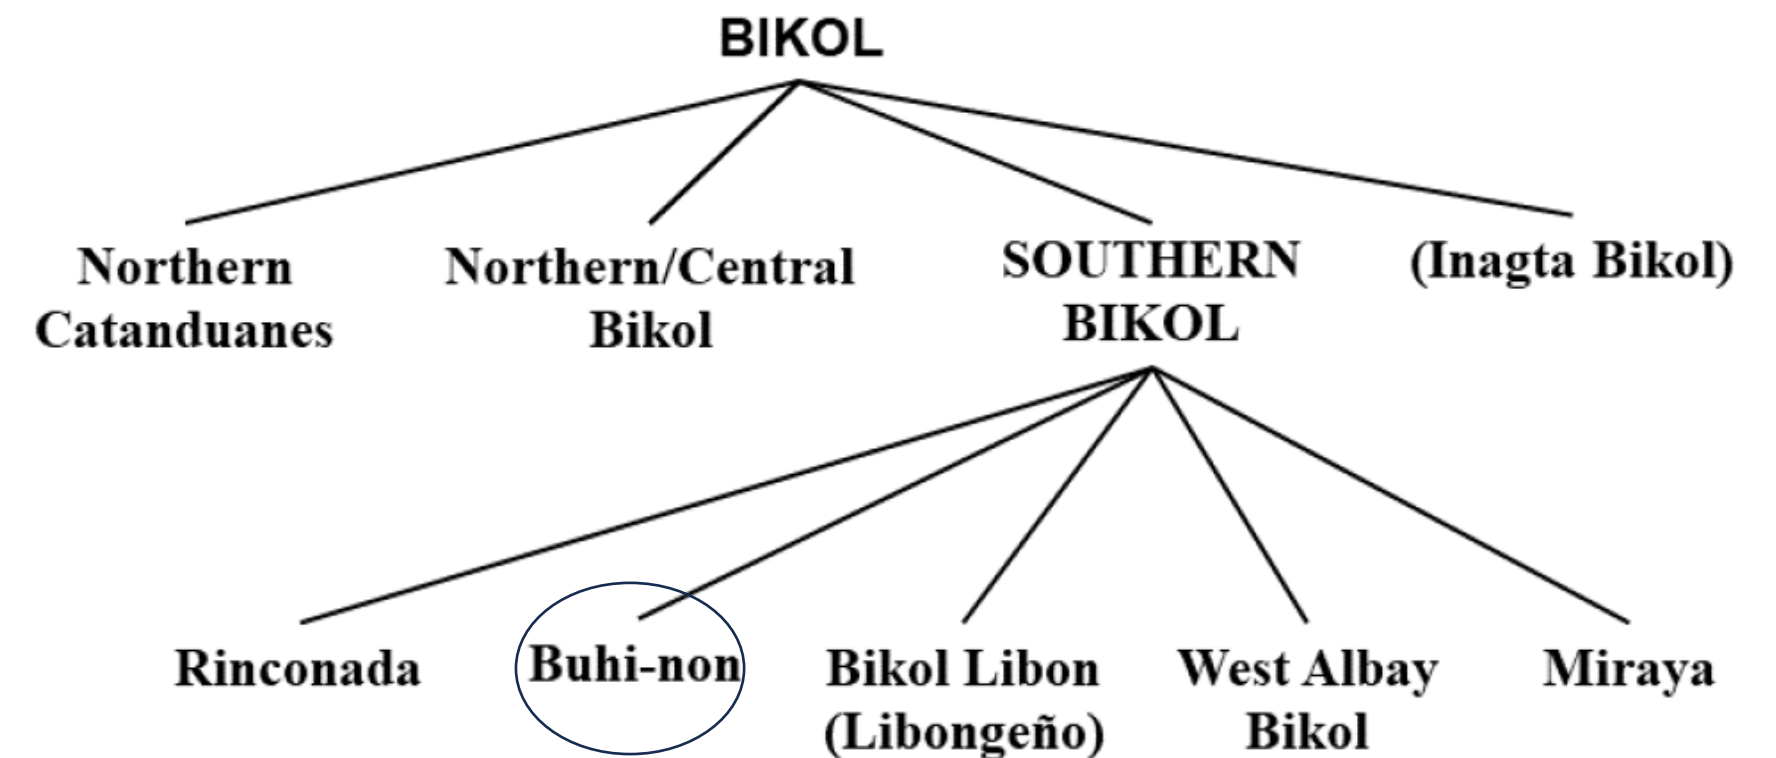 BIKOL
Northern
Catanduanes
Northern/Central
Bikol
SOUTHERN
BIKOL
(Inagta Bikol)
Rinconada
Buhi-non
Bikol Libon
(Libongeño)
West Albay
Bikol
Miraya